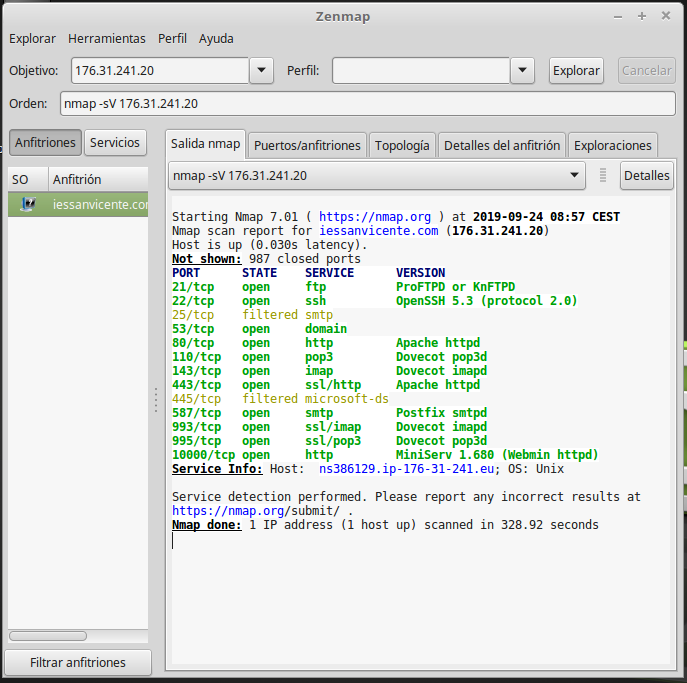 Zenmap
Explorar Herramientas Perfil Ayuda
Objetivo: 176.31.241.20 Perfil: Explorar Cancelar
Orden: nmap -sV 176.31.241.20
Anfitriones Servicios
SO Anfitrión
iessanvicente.com
Filtrar anfitriones
Salida nmap Puertos/anfitriones Topología Detalles del anfitrión Exploraciones
nmap -sV 176.31.241.20 Detalles
Starting Nmap 7.01 ( https://nmap.org ) at 2019-09-24 08:57 CEST
Nmap scan report for iessanvicente.com (176.31.241.20)
Host is up (0.030s latency).
Not shown: 987 closed ports
PORT STATE SERVICE VERSION
21/tcp open ftp ProFTPD or KnFTPD
22/tcp open ssh OpenSSH 5.3 (protocol 2.0)
25/tcp filtered smtp
53/tcp open domain
80/tcp open http Apache httpd
110/tcp open pop3 Dovecot pop3d
143/tcp open imap Dovecot imapd
443/tcp open ssl/http Apache httpd
445/tcp filtered microsoft-ds
587/tcp open smtp Postfix smtpd
993/tcp open ssl/imap Dovecot imapd
995/tcp open ssl/pop3 Dovecot pop3d
10000/tcp open http MiniServ 1.680 (Webmin httpd)
Service Info: Host: ns386129.ip-176-31-241.eu; OS: Unix
Service detection performed. Please report any incorrect results at
https://nmap.org/submit/ .
Nmap done: 1 IP address (1 host up) scanned in 328.92 seconds